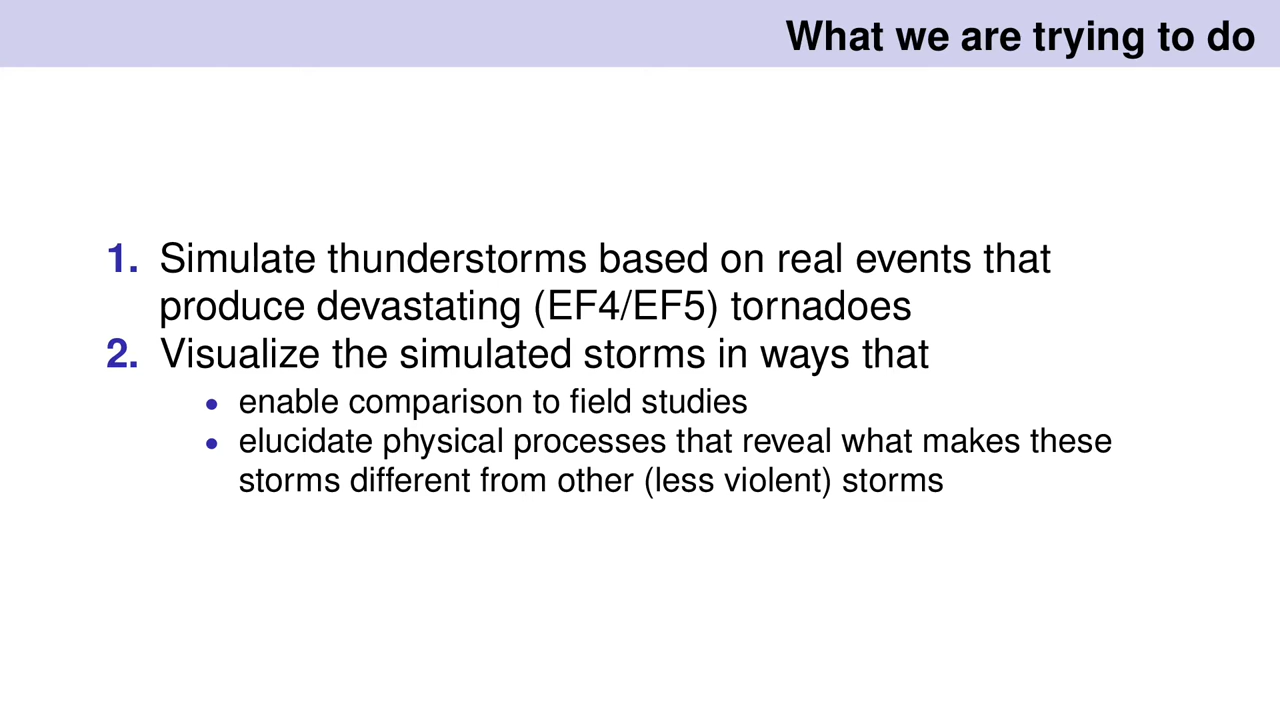 What we are trying to do
1. Simulate thunderstorms based on real events that
produce devastating (EF4/EF5) tornadoes
2. Visualize the simulated storms in ways that
• enable comparison to field studies
• elucidate physical processes that reveal what makes these
storms different from other (less violent) storms